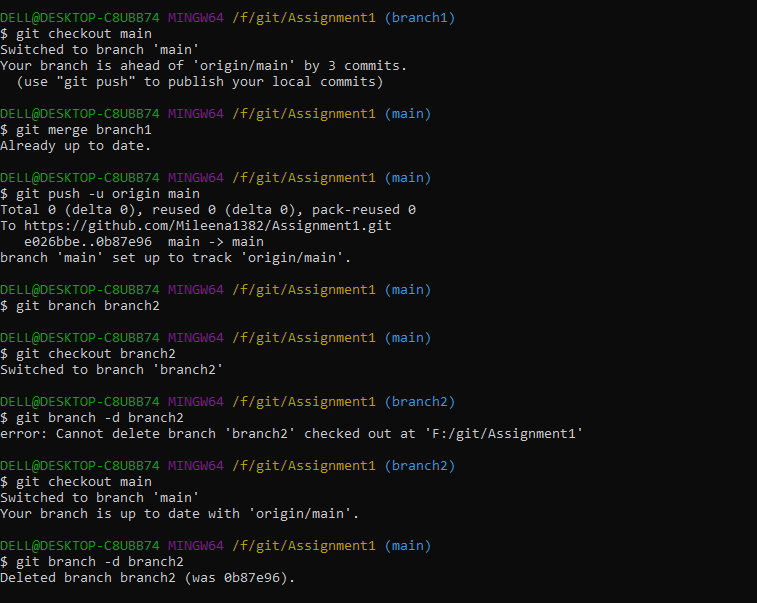 DELL@DESKTOP-C8UBB74 MINGW64 /f/git/Assignment1 (branch1)
$ git checkout main
Switched to branch 'main'
Your branch is ahead of 'origin/main' by 3 commits.
  (use "git push" to publish your local commits)

DELL@DESKTOP-C8UBB74 MINGW64 /f/git/Assignment1 (main)
$ git merge branch1
Already up to date.

DELL@DESKTOP-C8UBB74 MINGW64 /f/git/Assignment1 (main)
$ git push -u origin main
Total 0 (delta 0), reused 0 (delta 0), pack-reused 0
To https://github.com/Mileena1382/Assignment1.git
   e026bbe..0b87e96  main -> main
branch 'main' set up to track 'origin/main'.

DELL@DESKTOP-C8UBB74 MINGW64 /f/git/Assignment1 (main)
$ git branch branch2

DELL@DESKTOP-C8UBB74 MINGW64 /f/git/Assignment1 (main)
$ git checkout branch2
Switched to branch 'branch2'

DELL@DESKTOP-C8UBB74 MINGW64 /f/git/Assignment1 (branch2)
$ git branch -d branch2
error: Cannot delete branch 'branch2' checked out at 'F:/git/Assignment1'

DELL@DESKTOP-C8UBB74 MINGW64 /f/git/Assignment1 (branch2)
$ git checkout main
Switched to branch 'main'
Your branch is up to date with 'origin/main'.

DELL@DESKTOP-C8UBB74 MINGW64 /f/git/Assignment1 (main)
$ git branch -d branch2
Deleted branch branch2 (was 0b87e96).